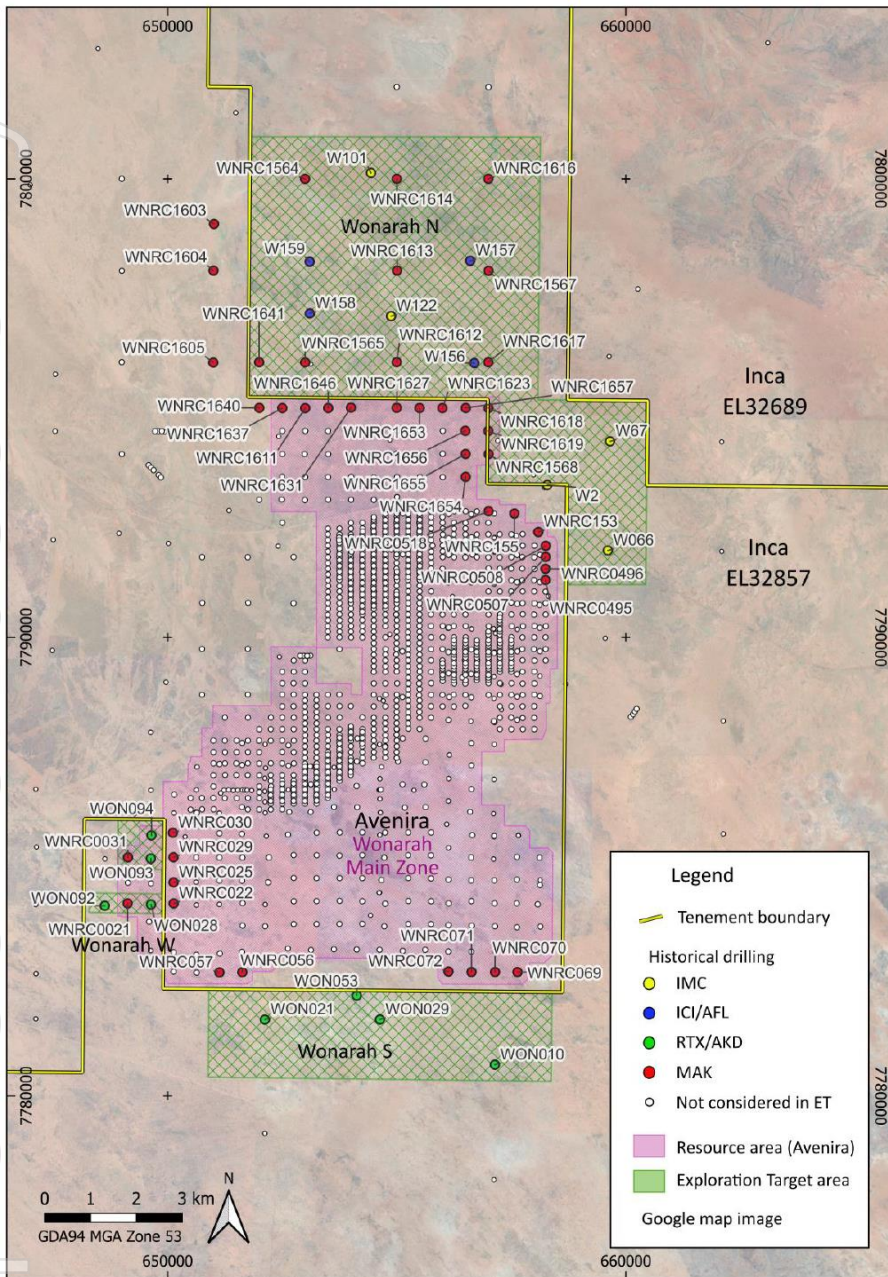 650000
660000
7800000
7800000
W101
WNRC1564
WNRC1616
WNRC1614
WNRC1603
Wonarah N
W159
WNRC1613
W157
WNRC1604
WNRC1567
W158
W122
WNRC1641
WNRC1612
WNRC1605
WNRC1565
W156
WNRC1617
Inca
EL32689
WNRC1646
WNRC1627
WNRC1623
WNRC1657
WNRC1640
WNRC1618
WNRC1637
WNRC1653
WNRC1619
W67
WNRC1611
WNRC1656
WNRC1568
WNRC1631
WNRC1655
W2
WNRC1654
WNRC153
WNRC0518
WNRC155
W066
Inca
EL32857
WNRC0508
WNRC0496
WNRC0507
WNRC0495
7790000
7790000
WON094
WNRC030
Avenira
Wonarah
Main Zone
WNRC0031
WNRC029
WON093
WNRC025
WON092
WNRC022
WNRC0021
WON028
Wonarah W
WNRC057
WNRC056
WNRC071
WNRC070
WNRC072
WNRC069
WON053
WON021
WON029
Wonarah S
WON010
7780000
7780000
Legend
Tenement boundary
Historical drilling
IMC
ICI/AFL
RTX/AKD
MAK
Not considered in ET
Resource area (Avenira)
Exploration Target area
Google map image
N
0 1 2 3 km
GDA94 MGA Zone 53
650000
660000